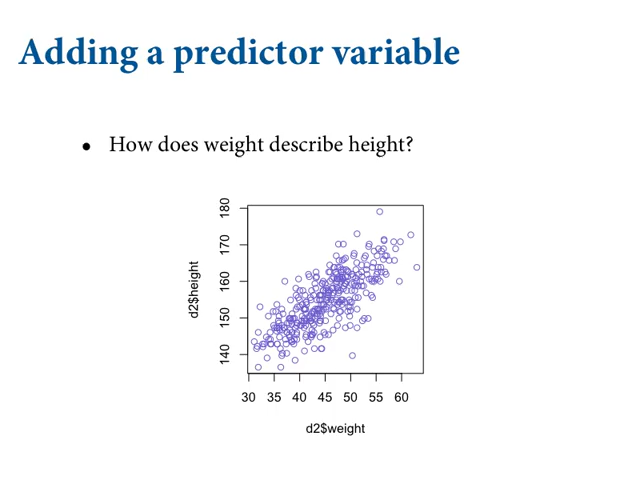 Adding a predictor variable
• How does weight describe height?
180
170
160
150
140
d2$height
30 35 40 45 50 55 60
d2$weight